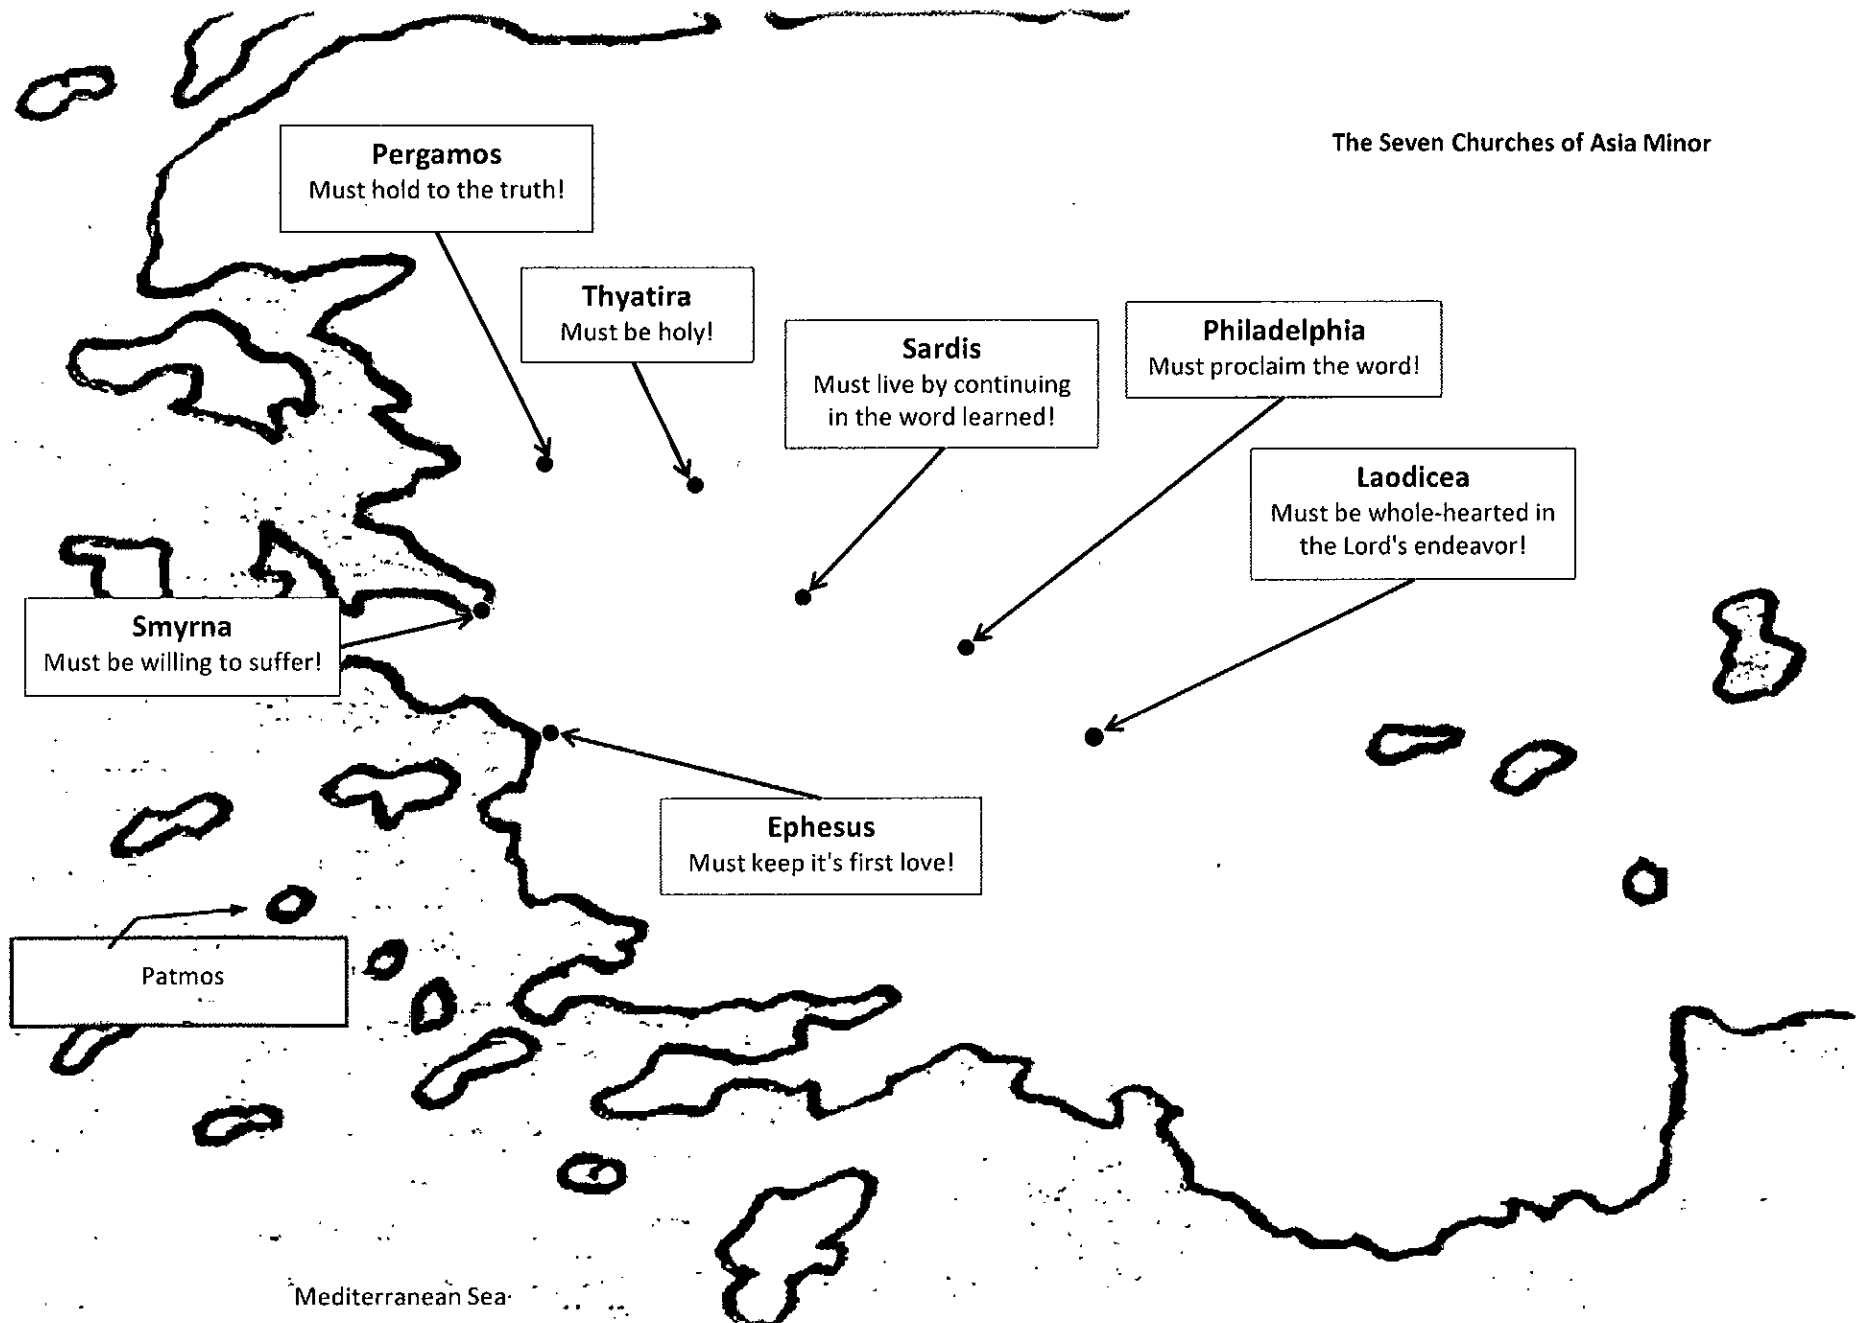 The Seven Churches of Asia Minor
Pergamos
Must hold to the truth!
Thyatira
Must be holy!
Sardis
Must live by continuing
in the word learned!
Philadelphia
Must proclaim the word!
Laodicea
Must be whole-hearted in
the Lord's endeavor!
Smyrna
Must be willing to suffer!
Ephesus
Must keep it's first love!
Patmos
Mediterranean Sea